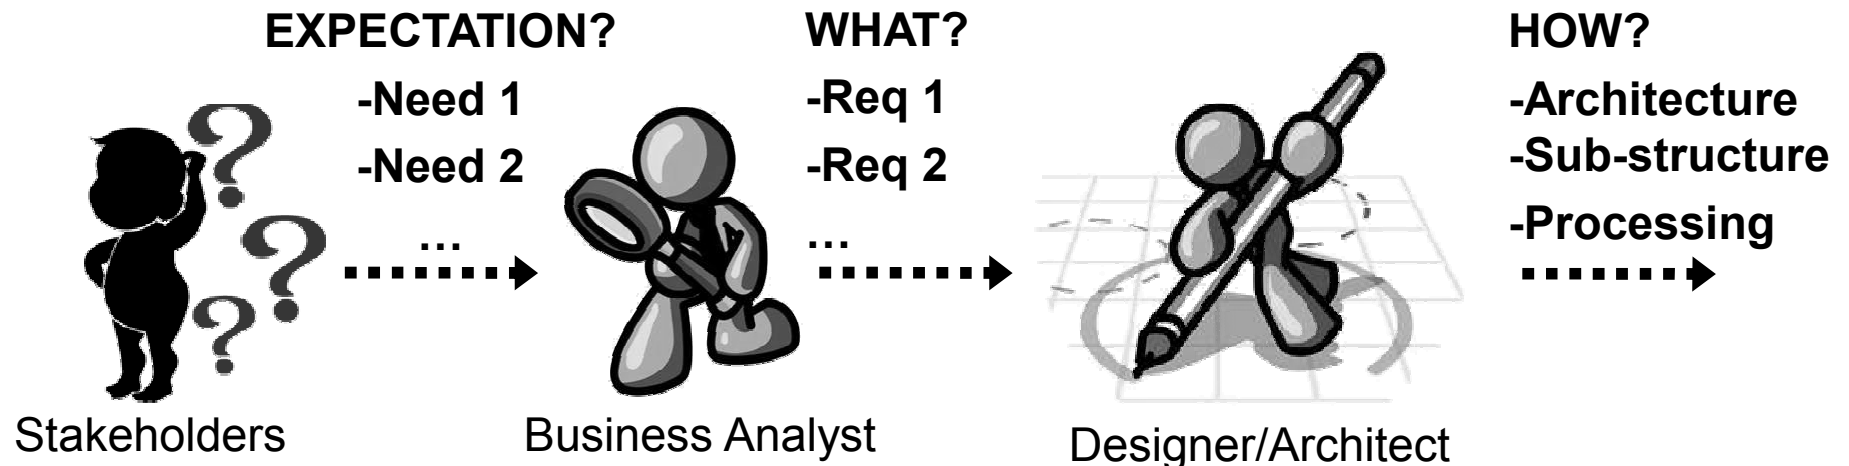 EXPECTATION?
-Need 1
-Need 2
...
WHAT?
-Req 1
-Req 2
...
HOW?
-Architecture
-Sub-structure
-Processing
Stakeholders
Business Analyst
Designer/Architect